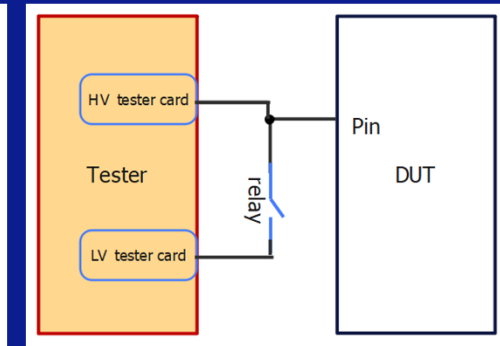 HV tester card
Pin
Tester
DUT
relay
LV tester card